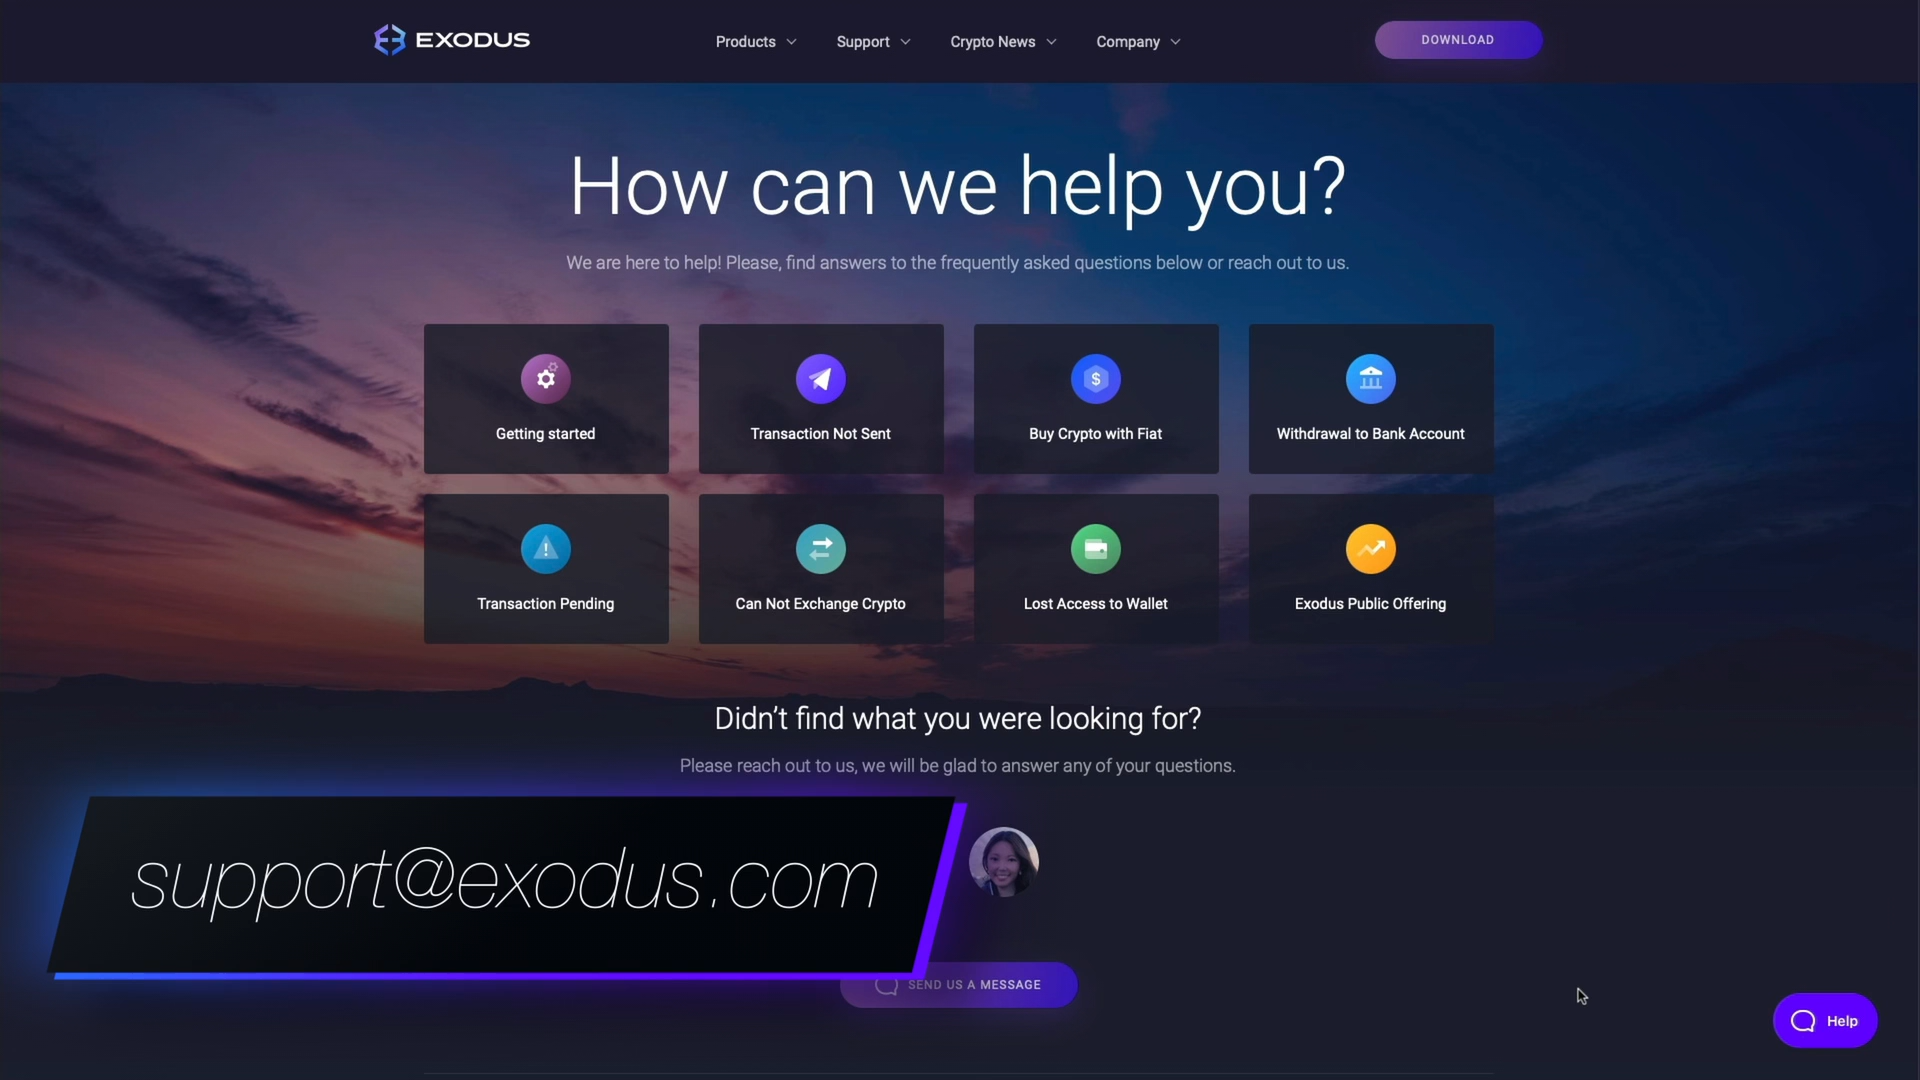 EXODUS
Products Support Crypto News Company
DOWNLOAD
How can we help you?
We are here to help! Please, find answers to the frequently asked questions below or reach out to us.
Getting started
Transaction Not Sent
Buy Crypto with Fiat
$
Withdrawal to Bank Account
Transaction Pending
Can Not Exchange Crypto
Lost Access to Wallet
Exodus Public Offering
Didn’t find what you were looking for?
Please reach out to us, we will be glad to answer any of your questions.
support@exodus.com
SEND US A MESSAGE
Help